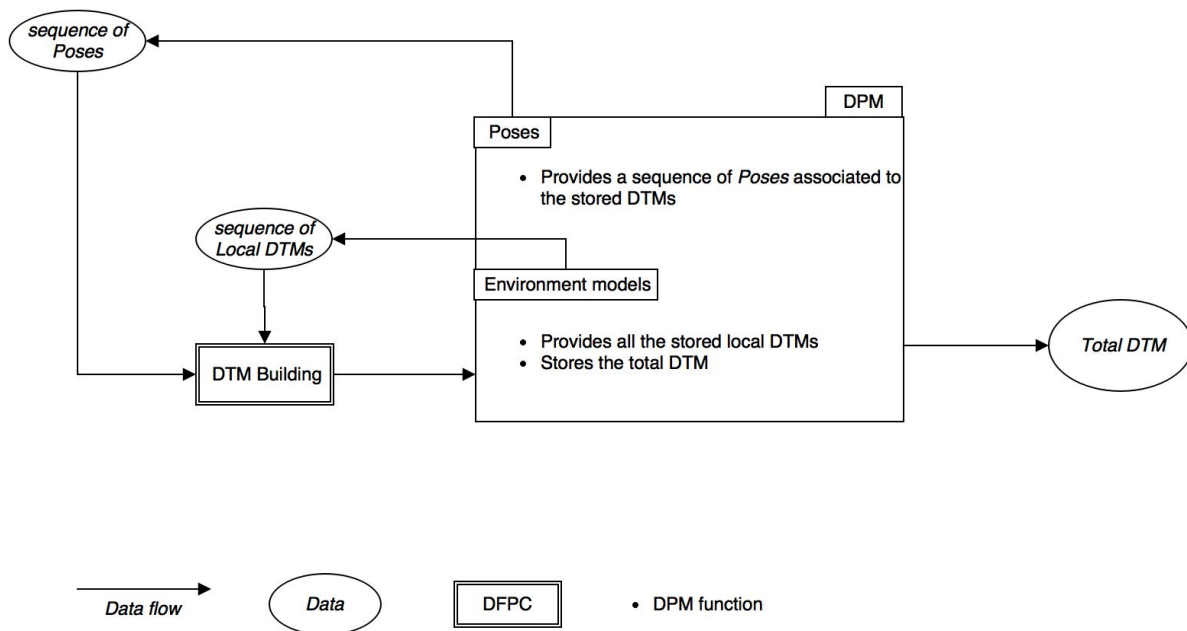 sequence of
Poses
DPM
Poses
• Provides a sequence of Poses associated to
the stored DTMs
sequence of
Local DTMs
Environment models
• Provides all the stored local DTMs
• Stores the total DTM
Total DTM
DTM Building
Data flow
Data
DFPC
• DPM function